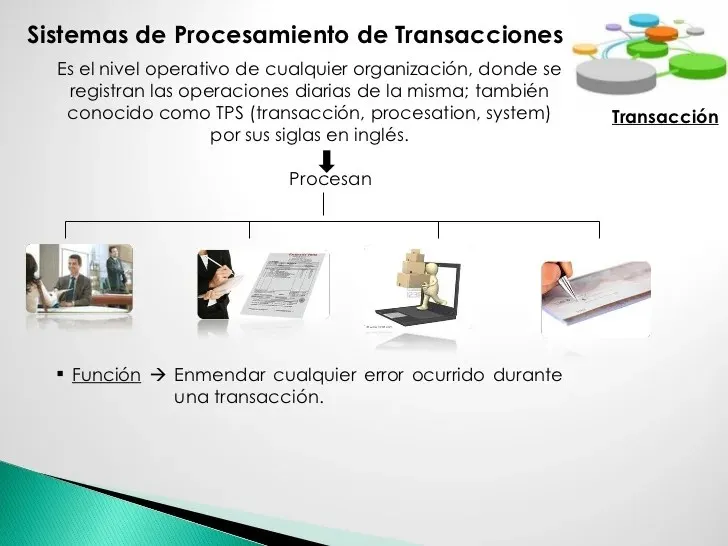 Sistemas de Procesamiento de Transacciones
Es el nivel operativo de cualquier organización, donde se
registran las operaciones diarias de la misma; también
conocido como TPS (transacción, procesation, system)
por sus siglas en inglés.
Transacción
Procesan
▪ Función → Enmendar cualquier error ocurrido durante
una transacción.